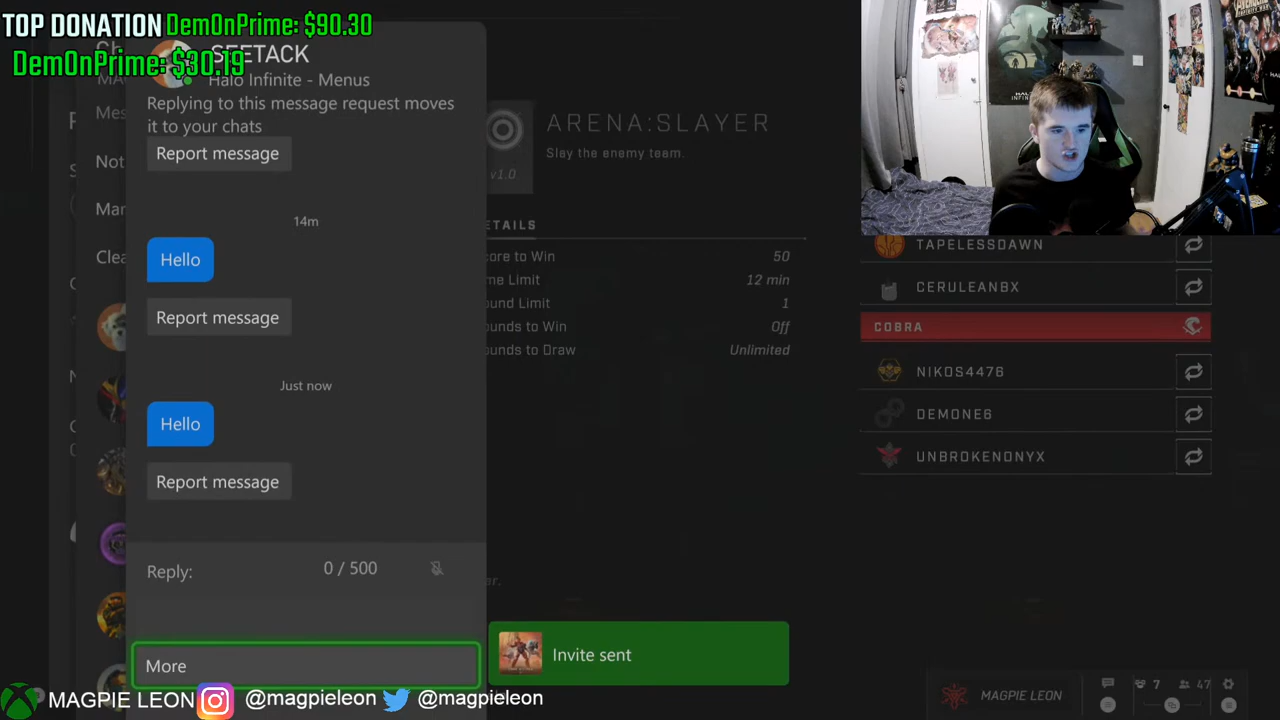 TOP DONATION DemOnPrime: $90.30
DemOnPrime: $30.19
SEETACK
Halo Infinite - Menus
Replying to this message request moves
it to your chats
Report message
14m
Hello
Report message
Just now
Hello
Report message
Reply:
0 / 500
More
Invite sent
ARENA:SLAYER
Slay the enemy team.
v1.0.
ETAILS
core to Win 50
me Limit 12 min
ound Limit 1
ounds to Win Off
ounds to Draw Unlimited
TAPELESSDAWN
CERULEANBX
COBRA
NIKOS4476
DEMONE6
UNBROKENONYX
MAGPIE LEON @magpieleon @magpieleon
MAGPIE LEON
7
47
Not
Mar
Clea